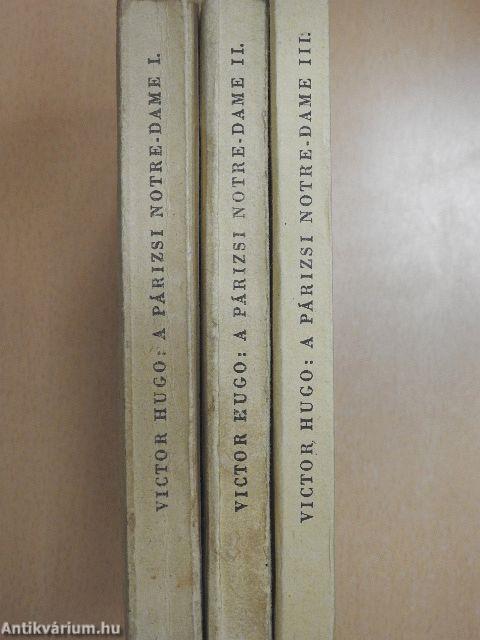 VICTOR HUGO: A PÁRIZSI NOTRE-DAME I.
VICTOR HUGO: A PÁRIZSI NOTRE-DAME II.
VICTOR HUGO: A PÁRIZSI NOTRE-DAME III.
Antikvárium.hu